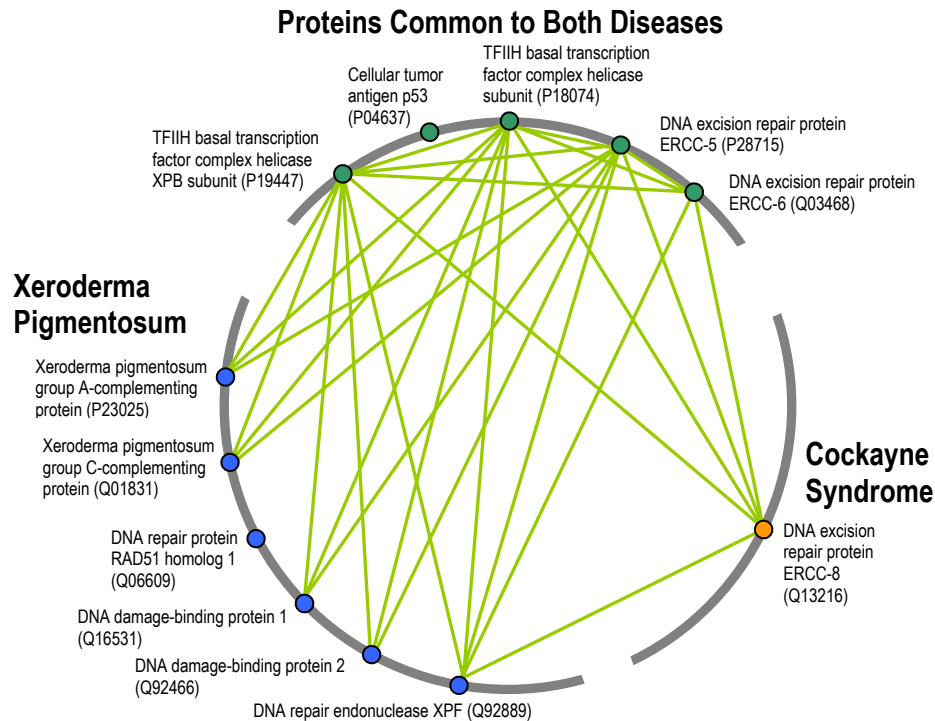 Proteins Common to Both Diseases
TFIIH basal transcription
factor complex helicase
subunit (P18074)
Cellular tumor
antigen p53
(P04637)
DNA excision repair protein
ERCC-5 (P28715)
TFIIH basal transcription
factor complex helicase
XPB subunit (P19447)
DNA excision repair protein
ERCC-6 (Q03468)
Xeroderma
Pigmentosum
Xeroderma pigmentosum
group A-complementing
protein (P23025)
Xeroderma pigmentosum
group C-complementing
protein (Q01831)
Cockayne
Syndrome
DNA excision
repair protein
ERCC-8
(Q13216)
DNA repair protein
RAD51 homolog 1
(Q06609)
DNA damage-binding protein 1
(Q16531)
DNA damage-binding protein 2
(Q92466)
DNA repair endonuclease XPF (Q92889)